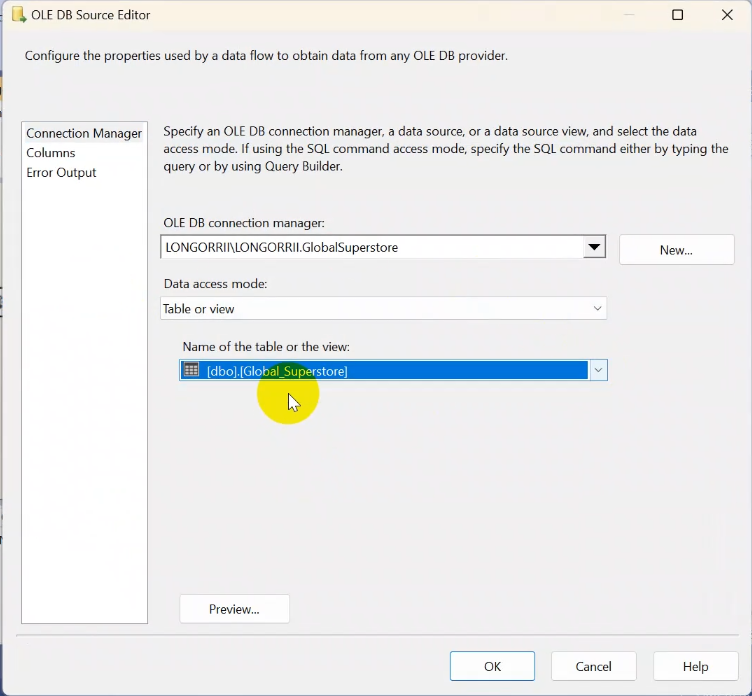 OLE DB Source Editor
Configure the properties used by a data flow to obtain data from any OLE DB provider.
Connection Manager
Columns
Error Output
Specify an OLE DB connection manager, a data source, or a data source view, and select the data
access mode. If using the SQL command access mode, specify the SQL command either by typing the
query or by using Query Builder.
OLE DB connection manager:
LONGORRII\LONGORRII.GlobalSuperstore
New...
Data access mode:
Table or view
Name of the table or the view:
[dbo].[Global_Superstore]
Preview...
OK
Cancel
Help